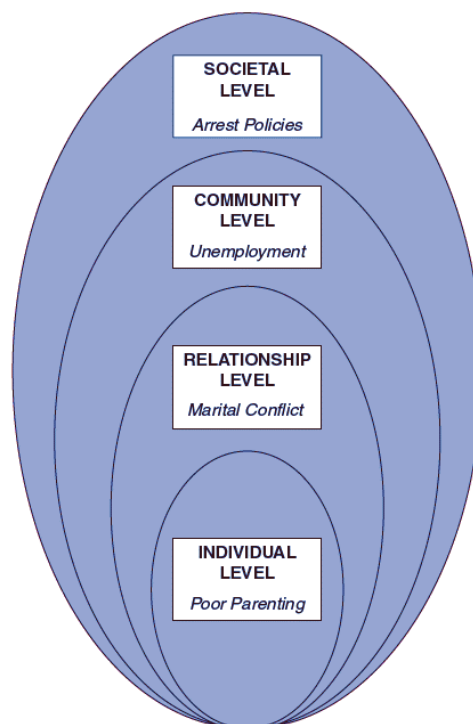 SOCIETAL
LEVEL
Arrest Policies
COMMUNITY
LEVEL
Unemployment
RELATIONSHIP
LEVEL
Marital Conflict
INDIVIDUAL
LEVEL
Poor Parenting